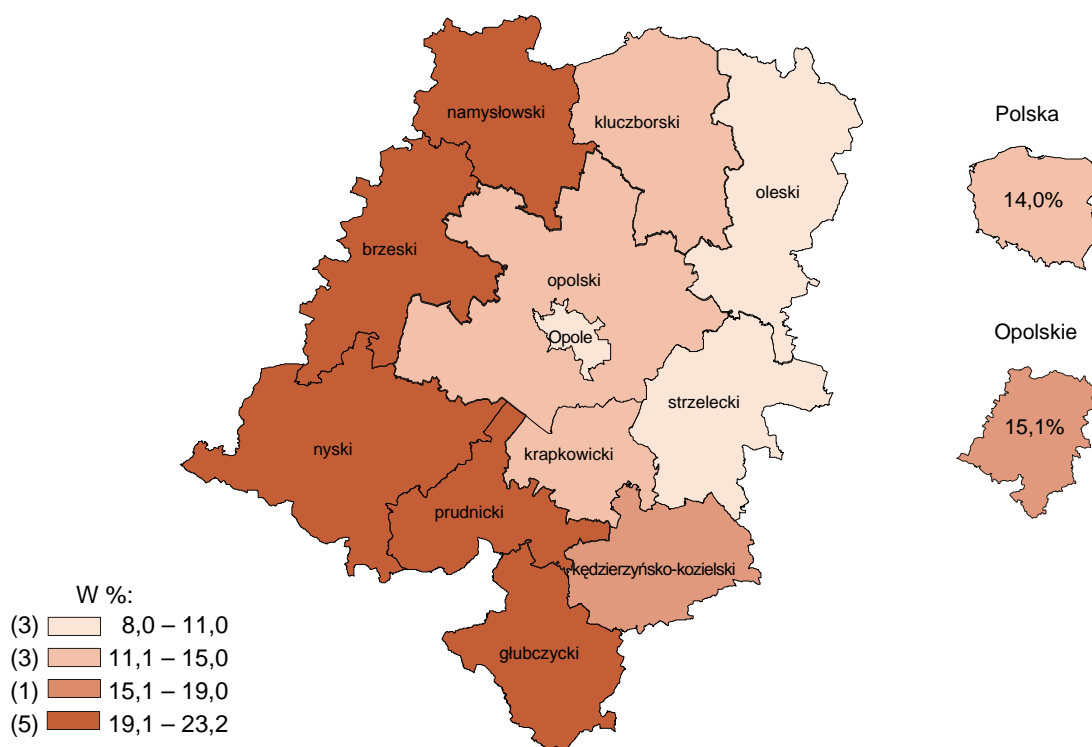 namysłowski
kluczborski
oleski
brzeski
opolski
Opole
strzelecki
nyski
krapkowicki
prudnicki
kędzierzyńsko-kozielski
głubczycki
Polska
14,0%
Opolskie
15,1%
W %:
(3) 8,0 – 11,0
(3) 11,1 – 15,0
(1) 15,1 – 19,0
(5) 19,1 – 23,2